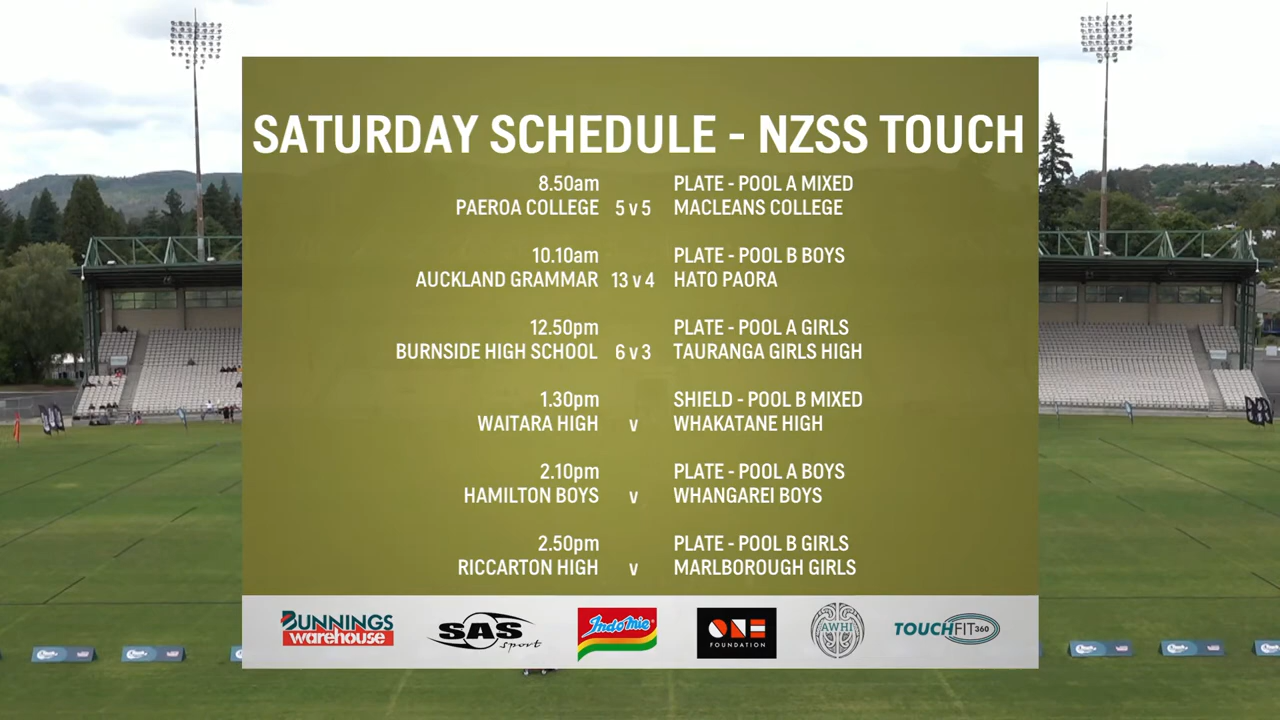 SATURDAY SCHEDULE - NZSS TOUCH
8.50am PLATE - POOL A MIXED
PAEROA COLLEGE 5 v 5 MACLEANS COLLEGE
10.10am PLATE - POOL B BOYS
AUCKLAND GRAMMAR 13 v 4 HATO PAORA
12.50pm PLATE - POOL A GIRLS
BURNSIDE HIGH SCHOOL 6 v 3 TAURANGA GIRLS HIGH
1.30pm SHIELD - POOL B MIXED
WAITARA HIGH v WHAKATANE HIGH
2.10pm PLATE - POOL A BOYS
HAMILTON BOYS v WHANGAREI BOYS
2.50pm PLATE - POOL B GIRLS
RICCARTON HIGH v MARLBOROUGH GIRLS
BUNNINGS warehouse
SAS sport
Indomie
ONE FOUNDATION
AWHI
TOUCHFIT360